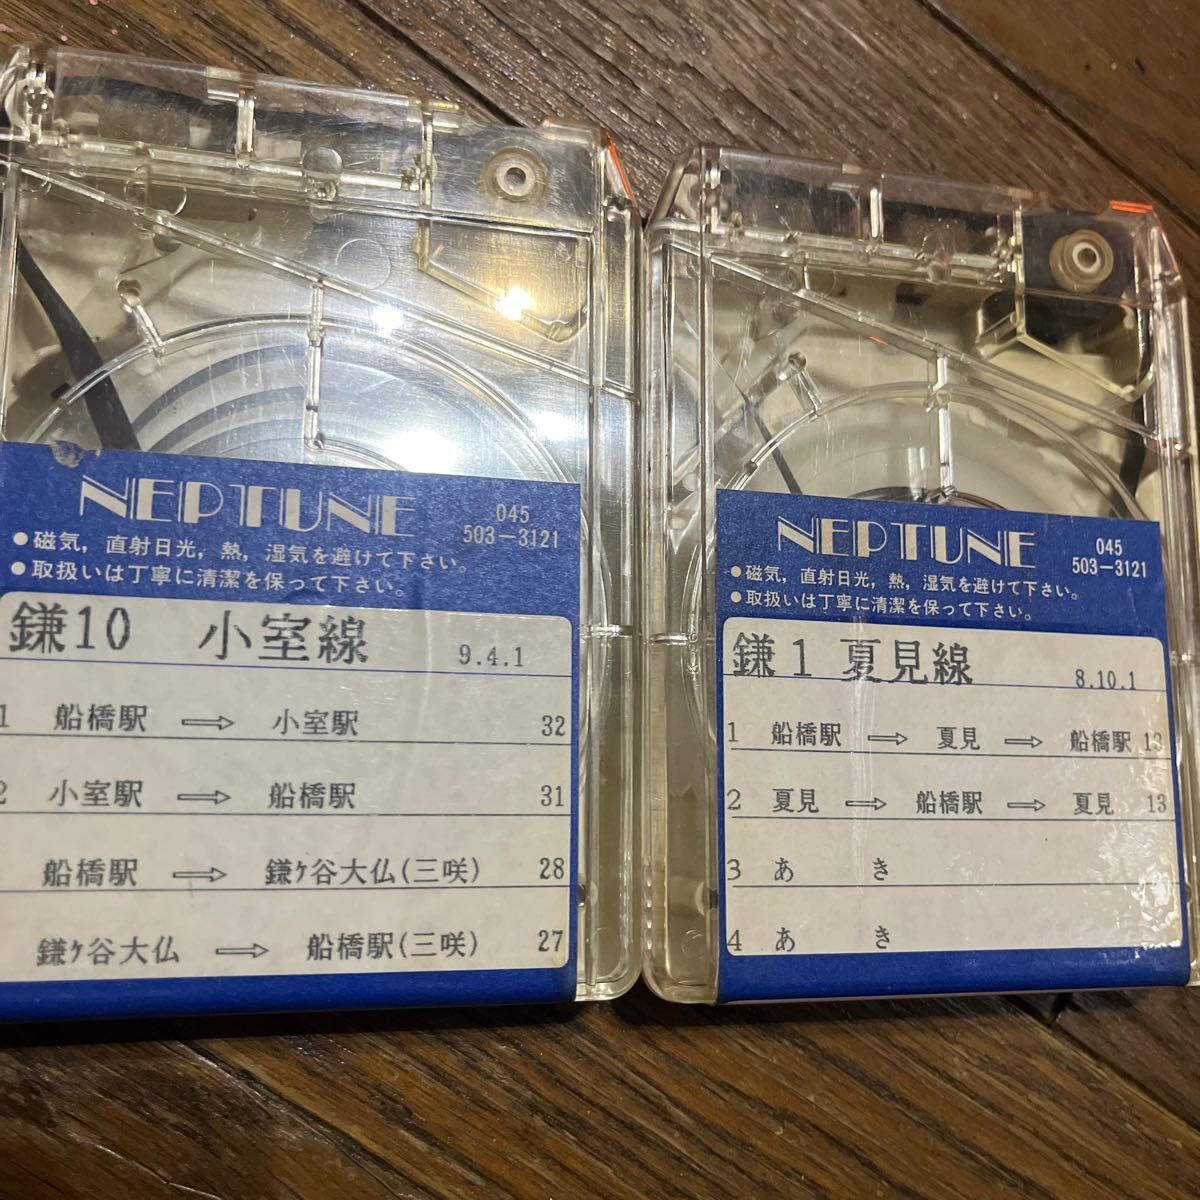 NEPTUNE
045
503-3121
●磁気，直射日光，熱，湿気を避けて下さい。
●取扱いは丁寧に清潔を保って下さい。
鎌10 小室線 9.4.1
1 船橋駅 ⇨ 小室駅 32
2 小室駅 ⇨ 船橋駅 31
船橋駅 ⇨ 鎌ｹ谷大仏(三咲) 28
鎌ｹ谷大仏 ⇨ 船橋駅(三咲) 27
NEPTUNE
045
503-3121
●磁気，直射日光，熱，湿気を避けて下さい。
●取扱いは丁寧に清潔を保って下さい。
鎌1 夏見線 8.10.1
1 船橋駅 ⇨ 夏見 ⇨ 船橋駅
2 夏見 ⇨ 船橋駅 ⇨ 夏見 13
3 あ き
4 あ き